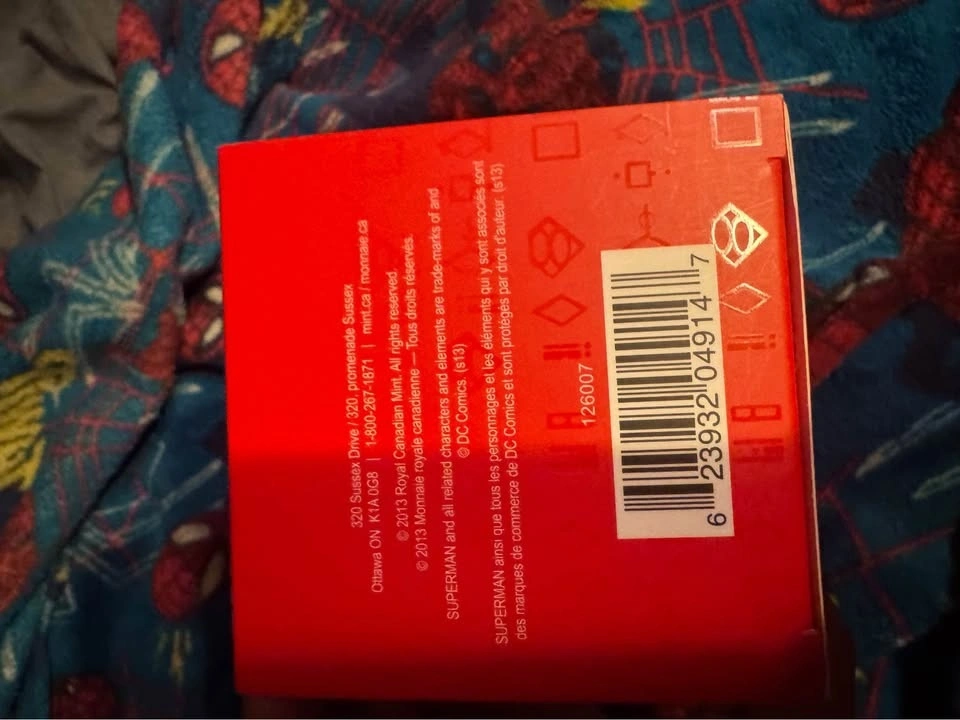 320 Sussex Drive / 320, promenade Sussex
Ottawa ON K1A 0G8 | 1-800-267-1871 | mint.ca / monnaie.ca
© 2013 Royal Canadian Mint. All rights reserved.
© 2013 Monnaie royale canadienne — Tous droits réservés.
SUPERMAN and all related characters and elements are trade-marks of and
© DC Comics. (s13)
SUPERMAN ainsi que tous les personnages et les éléments qui y sont associés sont
des marques de commerce de DC Comics et sont protégés par droit d'auteur. (s13)
126007
6 23932 04914 7